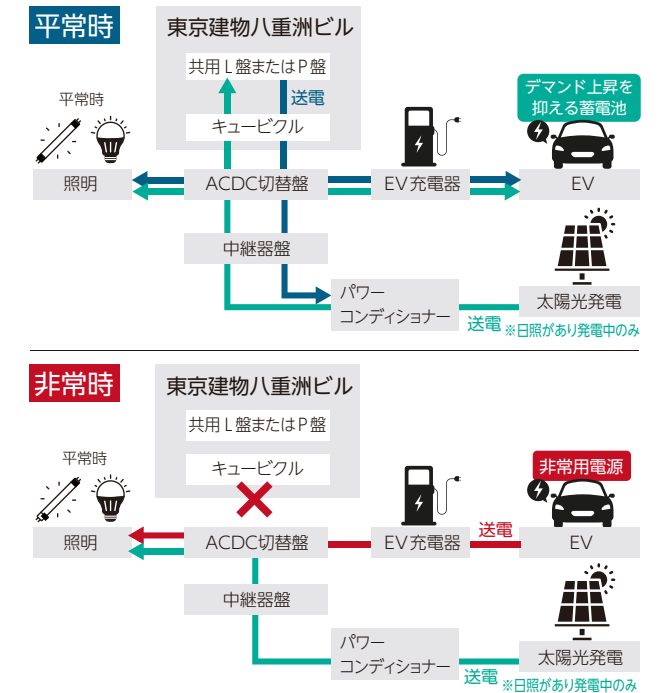 平常時
東京建物八重洲ビル
共用L盤またはP盤
送電
キュービクル
平常時
デマンド上昇を
抑える蓄電池
照明
ACDC切替盤
EV充電器
EV
中継器盤
パワー
コンディショナー
太陽光発電
送電 ※日照があり発電中のみ
非常時
東京建物八重洲ビル
共用L盤またはP盤
キュービクル
平常時
非常用電源
照明
ACDC切替盤
EV充電器
送電
EV
中継器盤
パワー
コンディショナー
太陽光発電
送電 ※日照があり発電中のみ